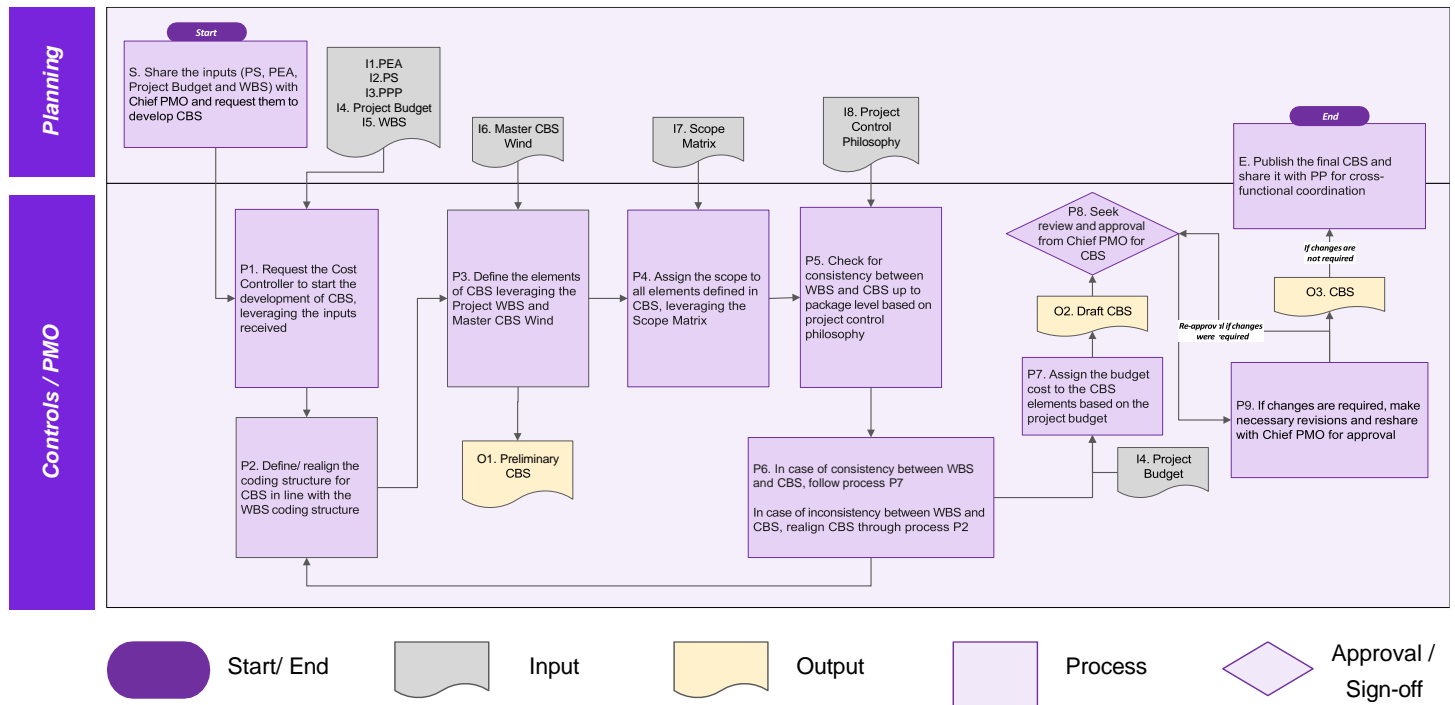 Planning
Start
S. Share the inputs (PS, PEA,
Project Budget and WBS) with
Chief PMO and request them to
develop CBS
I1.PEA
I2.PS
I3.PPP
I4. Project Budget
I5. WBS
I6. Master CBS
Wind
I7. Scope
Matrix
I8. Project
Control
Philosophy
End
E. Publish the final CBS and
share it with PP for cross-
functional coordination
Controls / PMO
P1. Request the Cost
Controller to start the
development of CBS,
leveraging the inputs
received
P2. Define/ realign the
coding structure for
CBS in line with the
WBS coding structure
P3. Define the elements
of CBS leveraging the
Project WBS and
Master CBS Wind
O1. Preliminary
CBS
P4. Assign the scope to
all elements defined in
CBS, leveraging the
Scope Matrix
P5. Check for
consistency between
WBS and CBS up to
package level based on
project control
philosophy
P6. In case of consistency between WBS
and CBS, follow process P7
In case of inconsistency between WBS and
CBS, realign CBS through process P2
P8. Seek
review and approval
from Chief PMO for
CBS
O2. Draft CBS
P7. Assign the budget
cost to the CBS
elements based on the
project budget
I4. Project
Budget
If changes are
not required
O3. CBS
Re-approval if changes
were required
P9. If changes are required, make
necessary revisions and reshare
with Chief PMO for approval
Start/ End
Input
Output
Process
Approval /
Sign-off